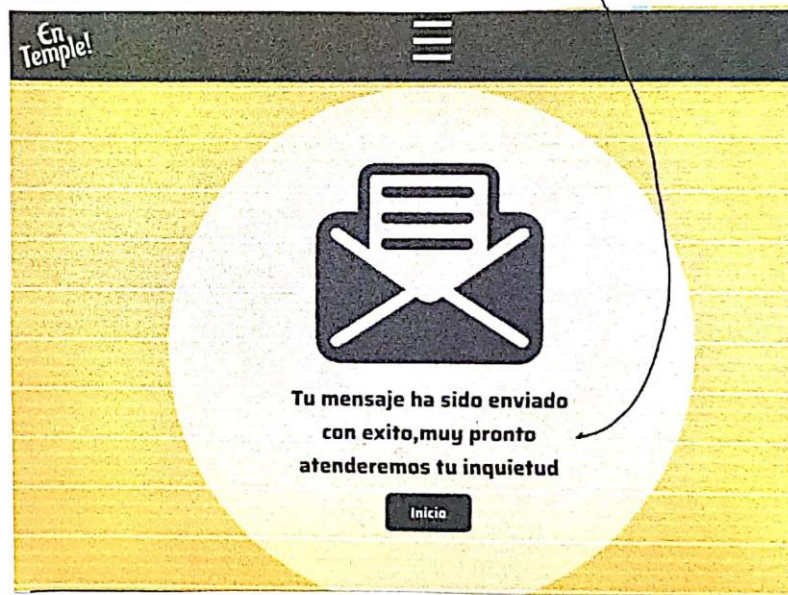 En
Temple!
Tu mensaje ha sido enviado
con exito,muy pronto
atenderemos tu inquietud
Inicio